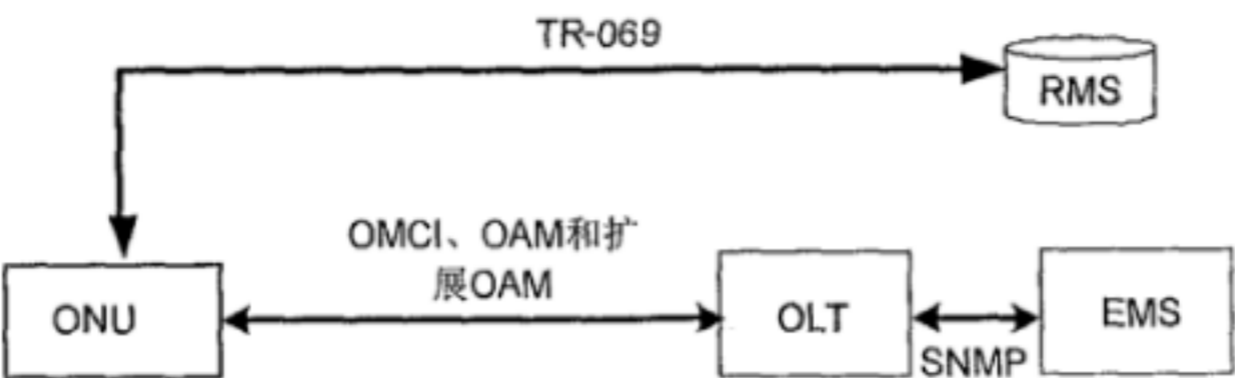 TR-069
RMS
OMCI、OAM和扩
展OAM
ONU
OLT
EMS
SNMP